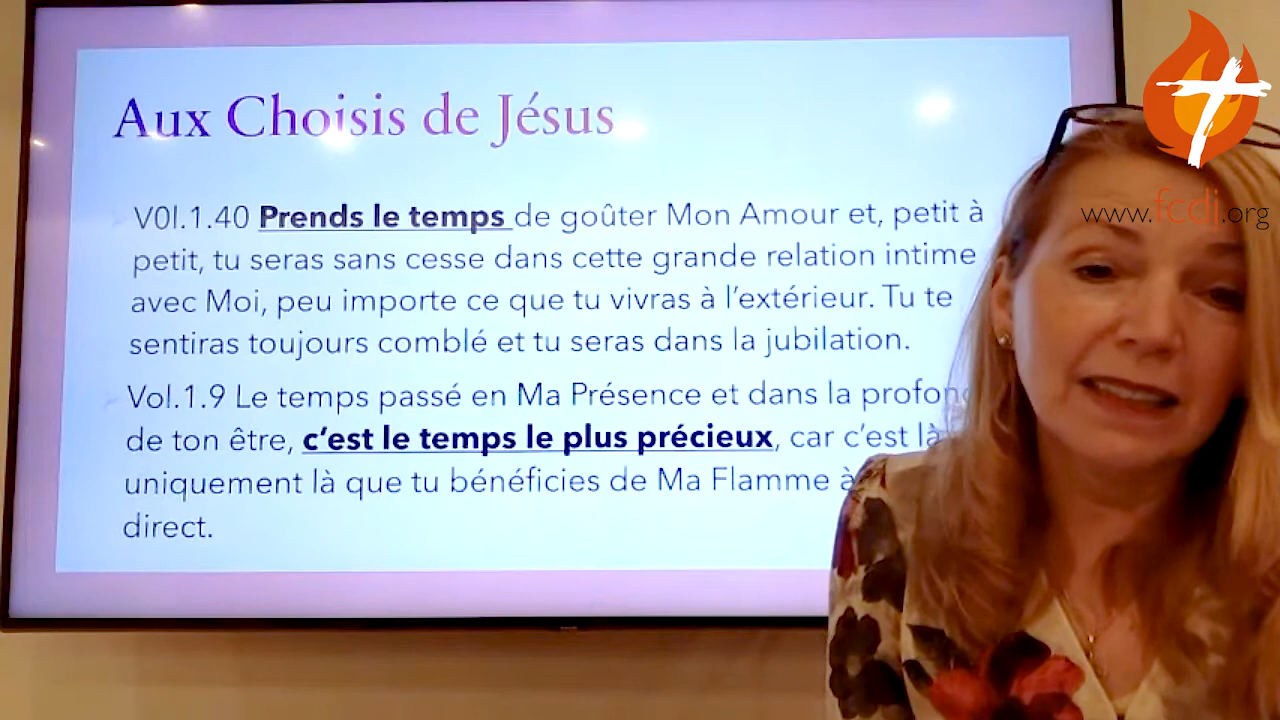 Aux Choisis de Jésus
V0l.1.40 Prends le temps de goûter Mon Amour et, petit à
petit, tu seras sans cesse dans cette grande relation intime
avec Moi, peu importe ce que tu vivras à l'extérieur. Tu te
sentiras toujours comblé et tu seras dans la jubilation.
Vol.1.9 Le temps passé en Ma Présence et dans la
de ton être, c'est le temps le plus précieux, car c'est là
uniquement là que tu bénéficies de Ma Flamme à
direct.
www.fcdj.org